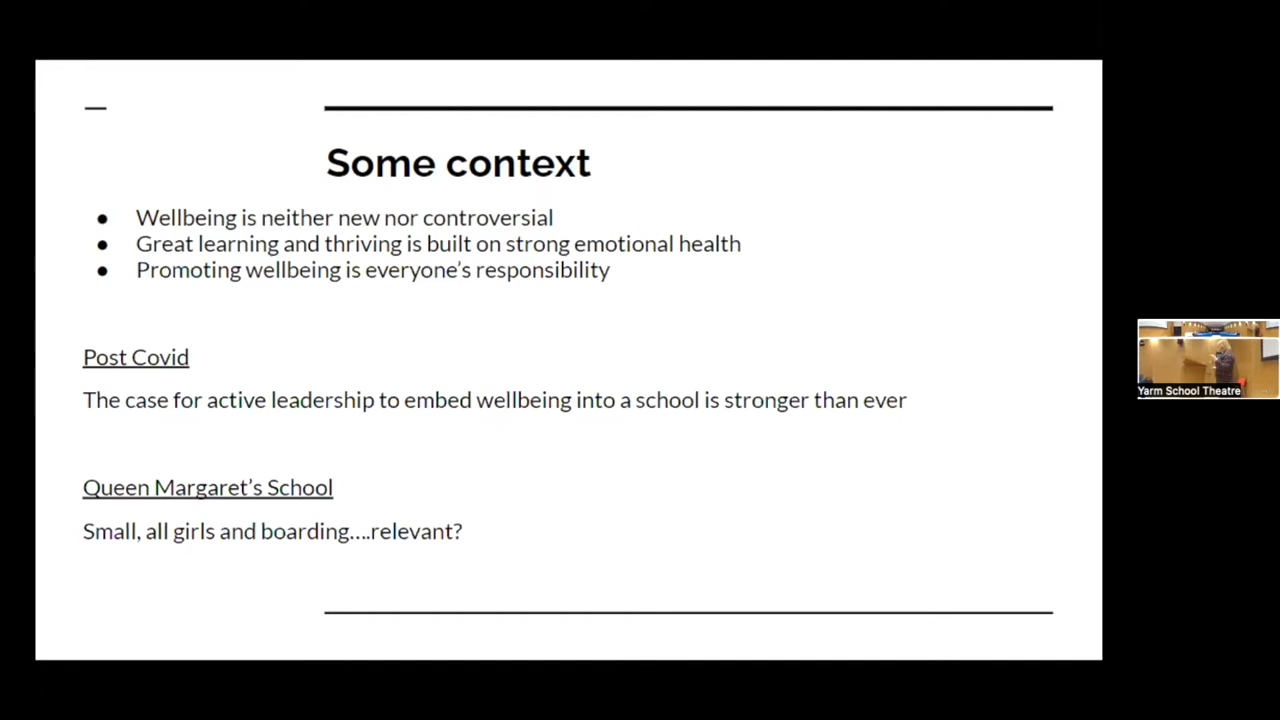 Some context
● Wellbeing is neither new nor controversial
● Great learning and thriving is built on strong emotional health
● Promoting wellbeing is everyone's responsibility
Post Covid
The case for active leadership to embed wellbeing into a school is stronger than ever
Queen Margaret's School
Small, all girls and boarding....relevant?
Yarm School Theatre